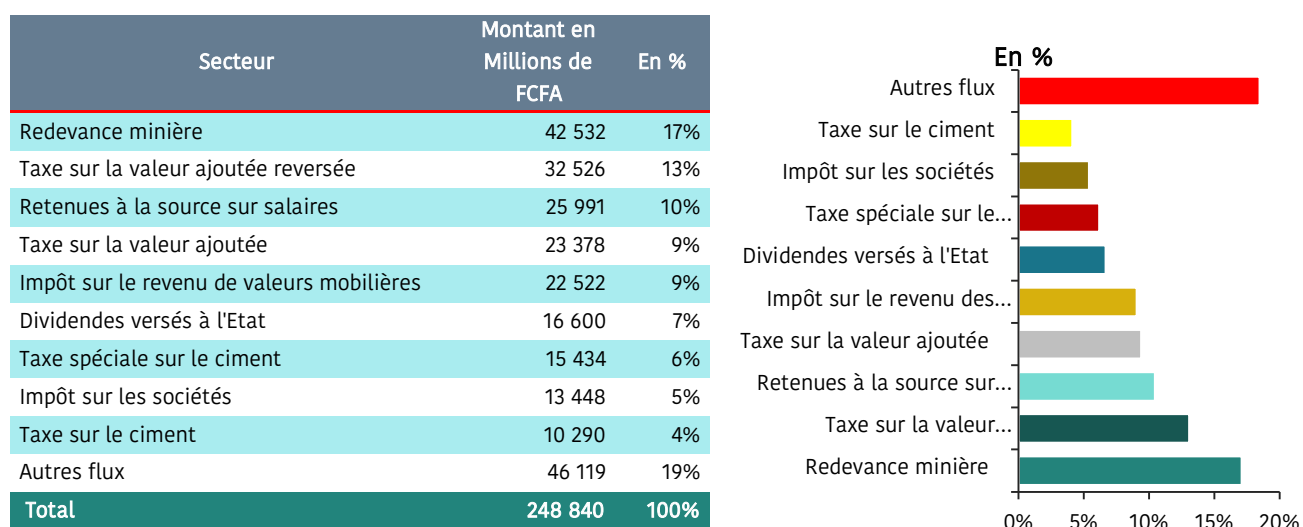 Secteur Montant en Millions de FCFA En %
Redevance minière 42 532 17%
Taxe sur la valeur ajoutée reversée 32 526 13%
Retenues à la source sur salaires 25 991 10%
Taxe sur la valeur ajoutée 23 378 9%
Impôt sur le revenu de valeurs mobilières 22 522 9%
Dividendes versés à l'Etat 16 600 7%
Taxe spéciale sur le ciment 15 434 6%
Impôt sur les sociétés 13 448 5%
Taxe sur le ciment 10 290 4%
Autres flux 46 119 19%
Total 248 840 100%
En %
Autres flux
Taxe sur le ciment
Impôt sur les sociétés
Taxe spéciale sur le...
Dividendes versés à l'Etat
Impôt sur le revenu des...
Taxe sur la valeur ajoutée
Retenues à la source sur...
Taxe sur la valeur...
Redevance minière
0% 5% 10% 15% 20%